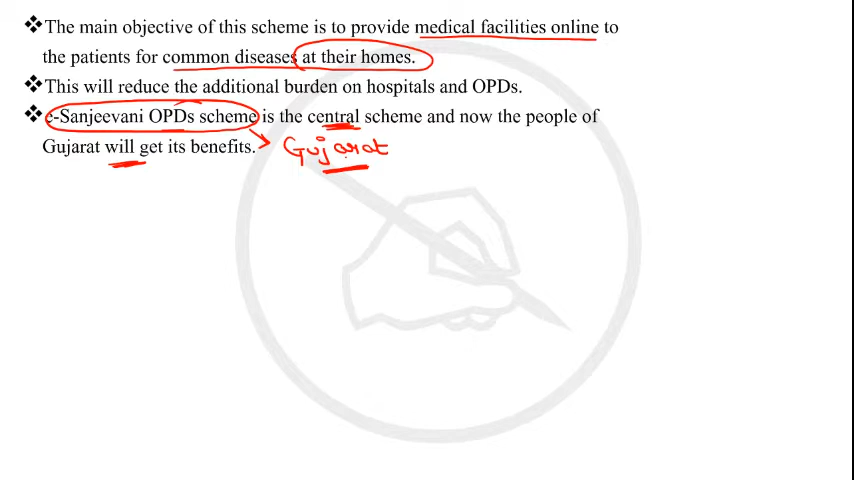 ❖The main objective of this scheme is to provide medical facilities online to
the patients for common diseases at their homes.
❖This will reduce the additional burden on hospitals and OPDs.
❖e-Sanjeevani OPDs scheme is the central scheme and now the people of
Gujarat will get its benefits. Gujarat